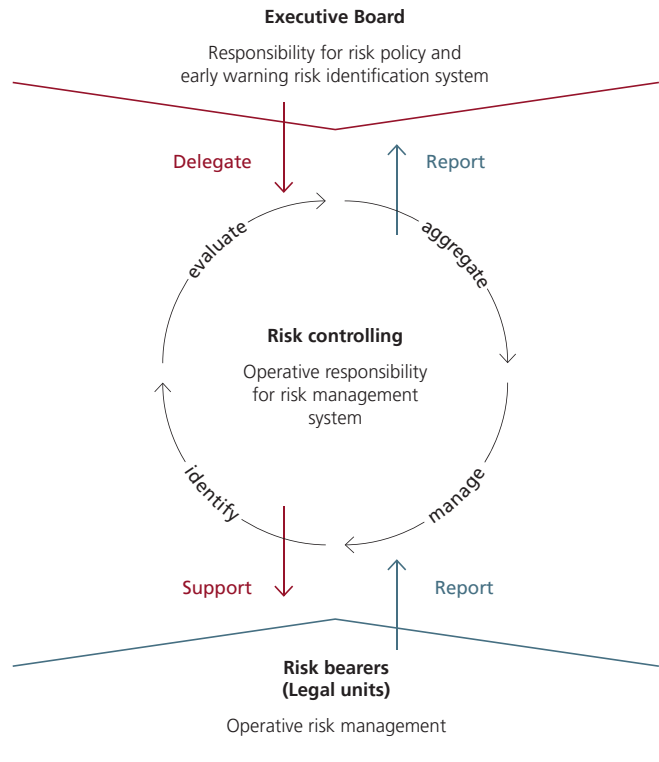 Executive Board
Responsibility for risk policy and
early warning risk identification system
Delegate
Report
evaluate
aggregate
Risk controlling
Operative responsibility
for risk management
system
identify
manage
Support
Report
Risk bearers
(Legal units)
Operative risk management